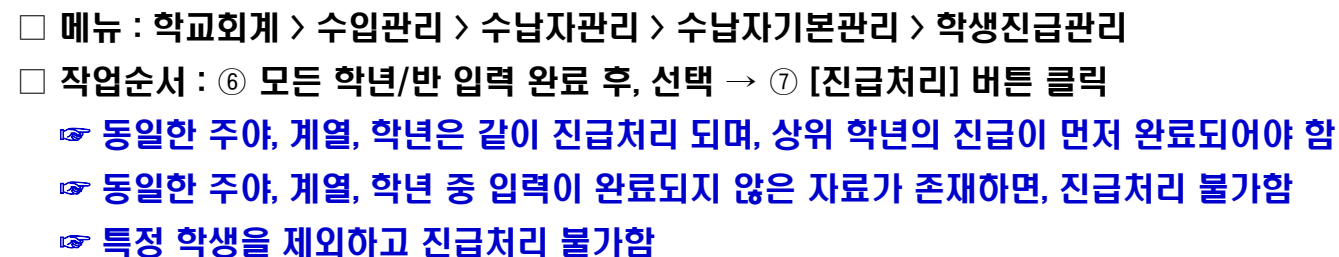 □ 메뉴 : 학교회계 > 수입관리 > 수납자관리 > 수납자기본관리 > 학생진급관리
□ 작업순서 : ⑥ 모든 학년/반 입력 완료 후, 선택 → ⑦ [진급처리] 버튼 클릭
☞ 동일한 주야, 계열, 학년은 같이 진급처리 되며, 상위 학년의 진급이 먼저 완료되어야 함
☞ 동일한 주야, 계열, 학년 중 입력이 완료되지 않은 자료가 존재하면, 진급처리 불가함
☞ 특정 학생을 제외하고 진급처리 불가함